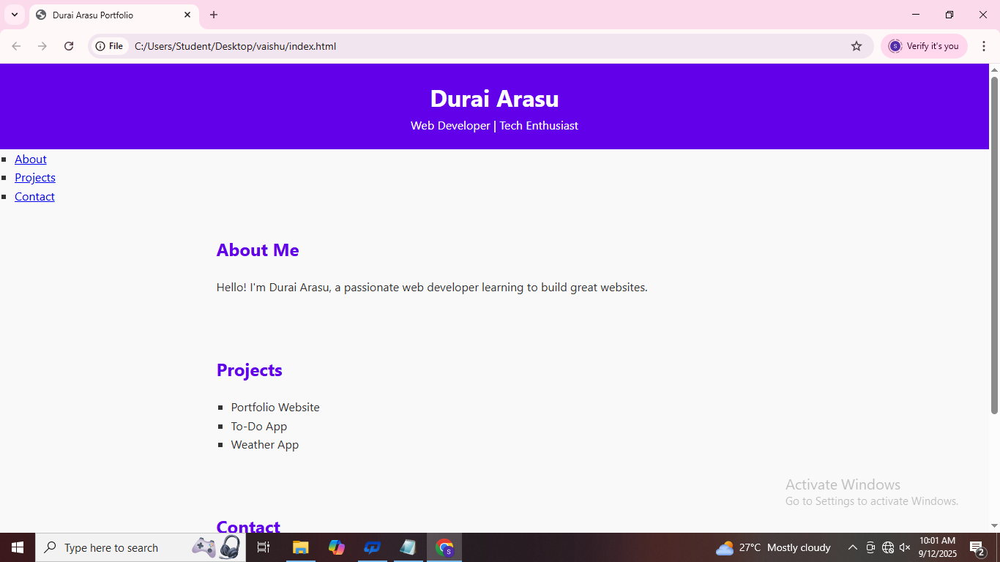 Durai Arasu Portfolio
File
C:/Users/Student/Desktop/vaishu/index.html
S
Verify it's you
Durai Arasu
Web Developer | Tech Enthusiast
About
Projects
Contact
About Me
Hello! I'm Durai Arasu, a passionate web developer learning to build great websites.
Projects
Portfolio Website
To-Do App
Weather App
Activate Windows
Go to Settings to activate Windows.
Contact
Type here to search
S
27°C Mostly cloudy
10:01 AM
9/12/2025
2